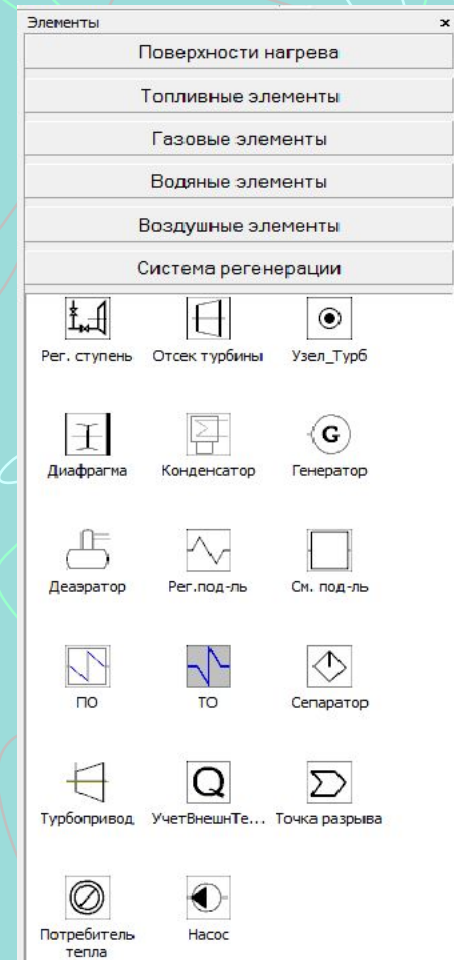 Элементы
Поверхности нагрева
Топливные элементы
Газовые элементы
Водяные элементы
Воздушные элементы
Система регенерации
Рег. ступень Отсек турбины Узел_Турб
Диафрагма Конденсатор Генератор
G
Деаэратор Рег.под-ль См. под-ль
ПО ТО Сепаратор
Q
Турбопривод УчетВнешнТе... Точка разрыва
Потребитель тепла Насос